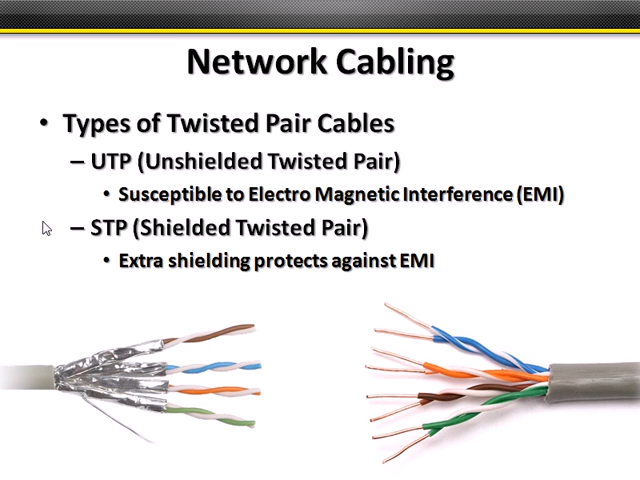 Network Cabling
• Types of Twisted Pair Cables
– UTP (Unshielded Twisted Pair)
• Susceptible to Electro Magnetic Interference (EMI)
– STP (Shielded Twisted Pair)
• Extra shielding protects against EMI